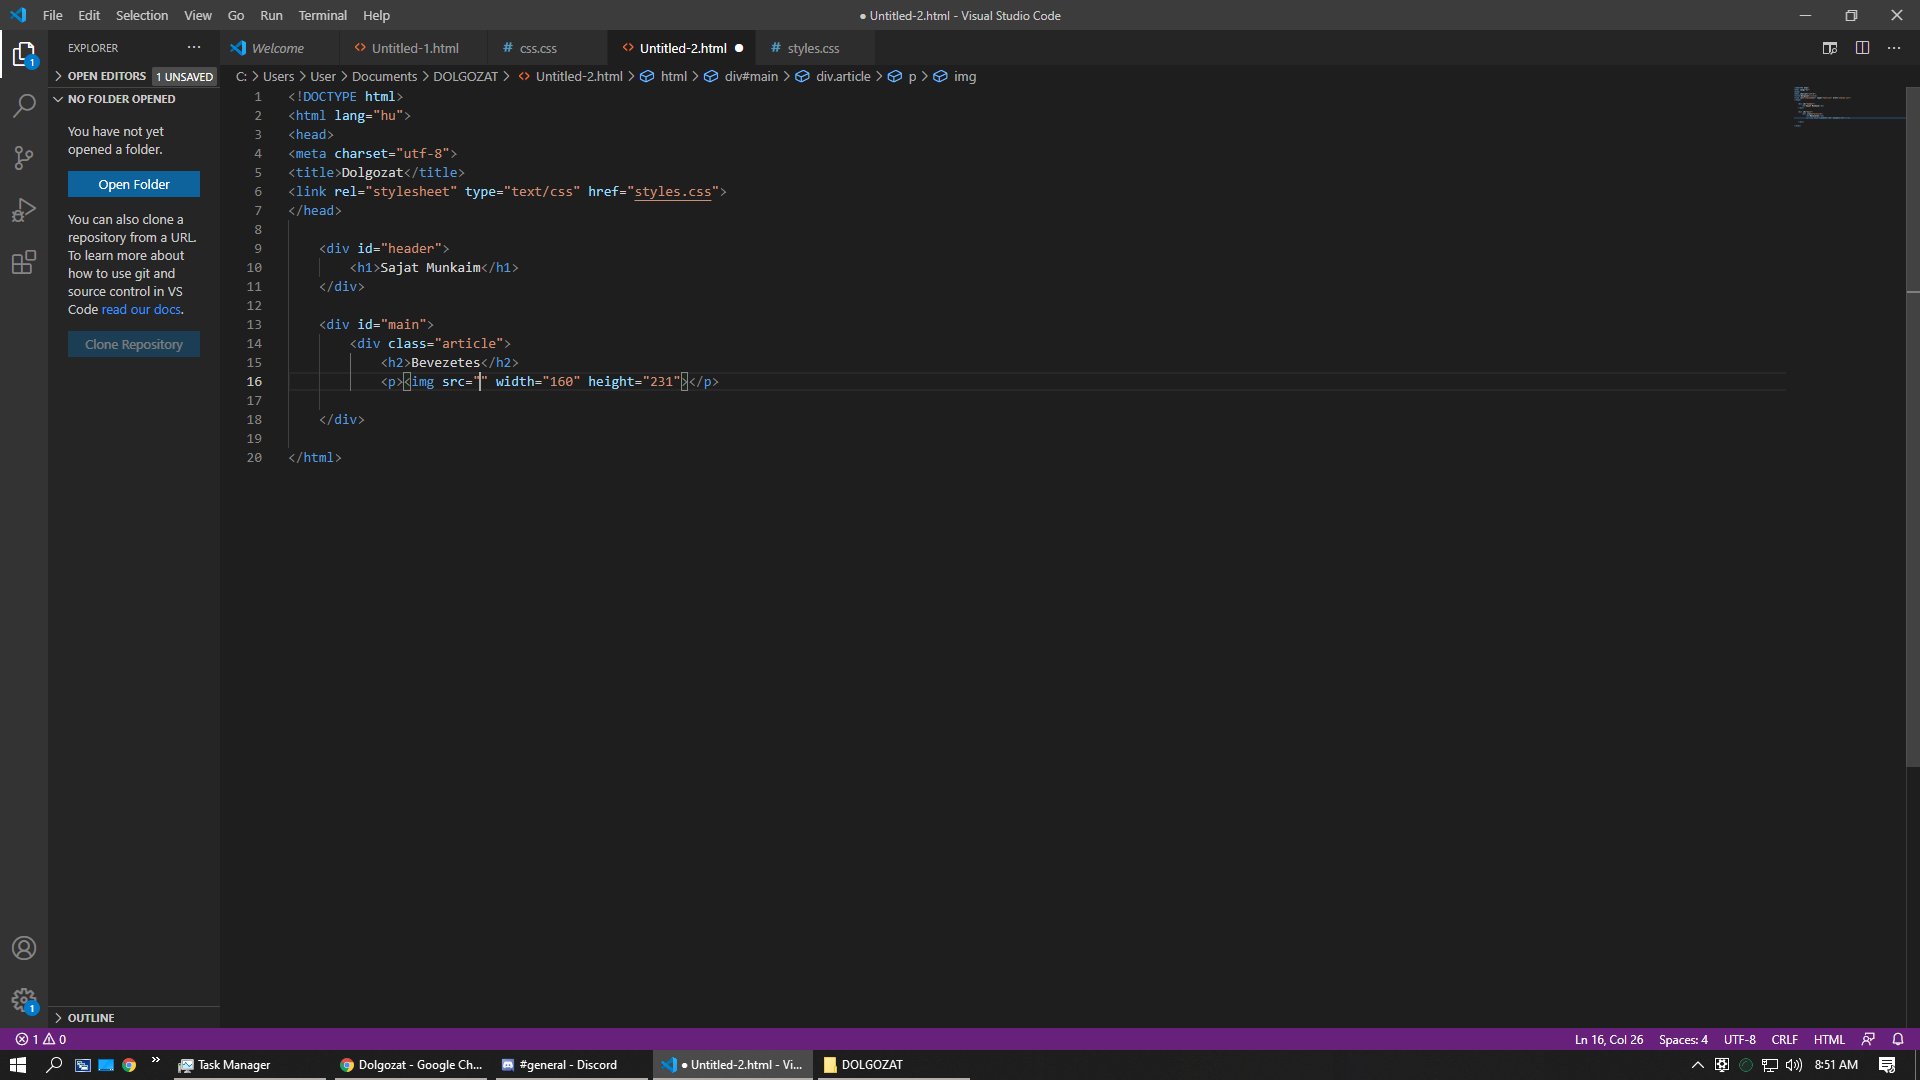 File Edit Selection View Go Run Terminal Help ● Untitled-2.html - Visual Studio Code
EXPLORER ···
Welcome Untitled-1.html # css.css Untitled-2.html ● # styles.css ···
OPEN EDITORS 1 UNSAVED
C: > Users > User > Documents > DOLGOZAT > Untitled-2.html > html > div#main > div.article > p > img
NO FOLDER OPENED
You have not yet
opened a folder.
Open Folder
You can also clone a
repository from a URL.
To learn more about
how to use git and
source control in VS
Code read our docs.
Clone Repository
1 <!DOCTYPE html>
2 <html lang="hu">
3 <head>
4 <meta charset="utf-8">
5 <title>Dolgozat</title>
6 <link rel="stylesheet" type="text/css" href="styles.css">
7 </head>
8
9 <div id="header">
10 <h1>Sajat Munkaim</h1>
11 </div>
12
13 <div id="main">
14 <div class="article">
15 <h2>Bevezetes</h2>
16 <p><img src="" width="160" height="231"></p>
17
18 </div>
19
20 </html>
1
1
OUTLINE
1 0 Ln 16, Col 26 Spaces: 4 UTF-8 CRLF HTML
Task Manager Dolgozat - Google Ch... #general - Discord ● Untitled-2.html - Vi... DOLGOZAT 8:51 AM